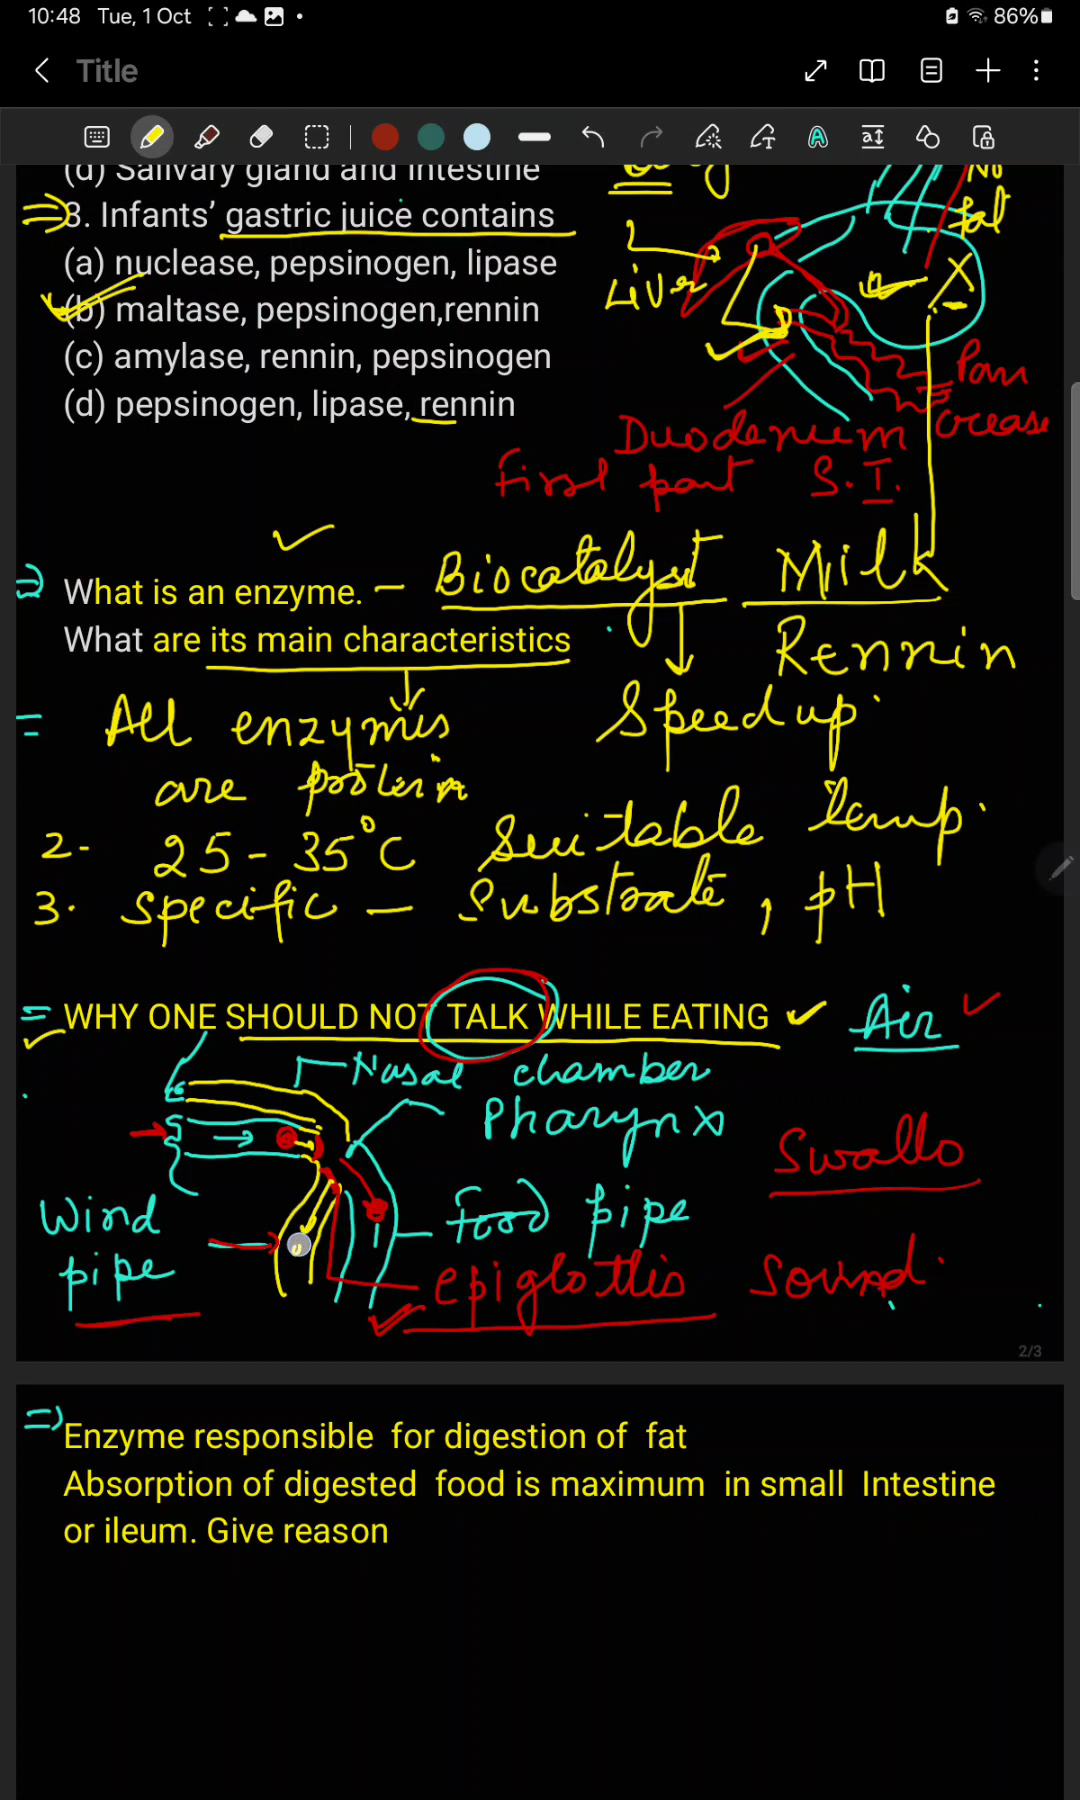 10:48 Tue, 1 Oct
86%
Title
(d) Salivary gland and intestine
No
fat
8. Infants' gastric juice contains
(a) nuclease, pepsinogen, lipase
(b) maltase, pepsinogen,rennin
(c) amylase, rennin, pepsinogen
(d) pepsinogen, lipase, rennin
Liver
X
Pan
crease
Duodenum
First part S.I.
What is an enzyme. - Biocatalyst
Milk
What are its main characteristics
Rennin
Speed up
= All enzymes
are protein
2- 25-35°C Suitable temp.
3. Specific - Substrate, pH
= WHY ONE SHOULD NOT TALK WHILE EATING
Air
Nasal chamber
Pharynx
Swallo
Wind
pipe
Food pipe
epiglottis
Sound.
2/3
=> Enzyme responsible for digestion of fat
Absorption of digested food is maximum in small Intestine
or ileum. Give reason